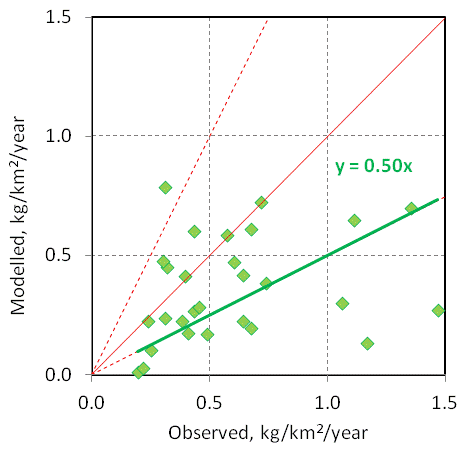 1.5
1.0
0.5
0.0
Modelled, kg/km²/year
y = 0.50x
0.0 0.5 1.0 1.5
Observed, kg/km²/year